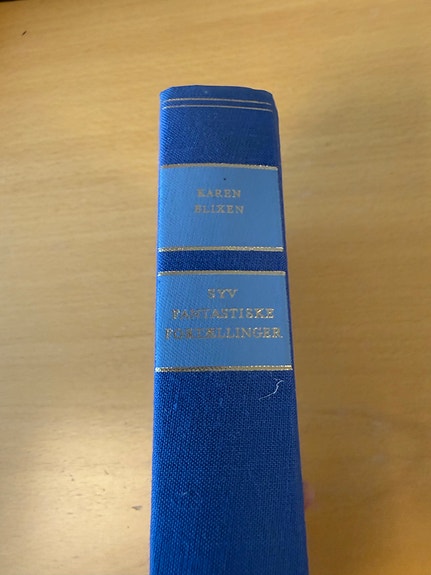 KAREN
BLIXEN
SYV
FANTASTISKE
FORTÆLLINGER